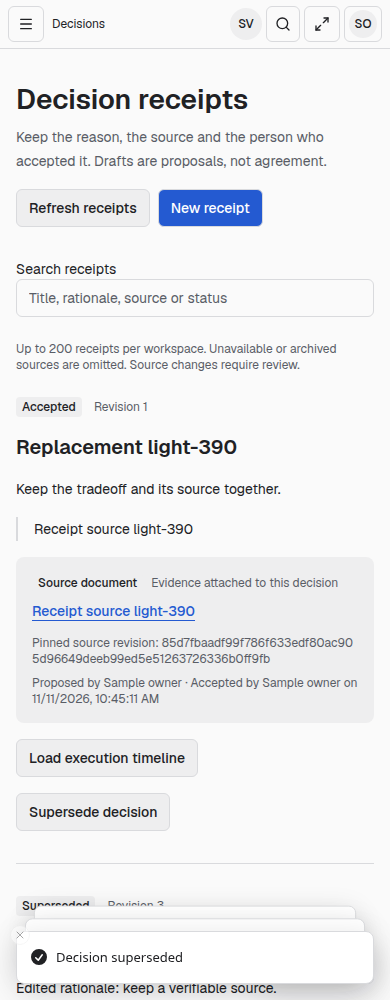 Decisions
SV
SO
Decision receipts
Keep the reason, the source and the person who
accepted it. Drafts are proposals, not agreement.
Refresh receipts
New receipt
Search receipts
Title, rationale, source or status
Up to 200 receipts per workspace. Unavailable or archived
sources are omitted. Source changes require review.
Accepted
Revision 1
Replacement light-390
Keep the tradeoff and its source together.
Receipt source light-390
Source document
Evidence attached to this decision
Receipt source light-390
Pinned source revision: 85d7fbaadf99f786f633edf80ac90
5d96649deeb99ed5e51263726336b0ff9fb
Proposed by Sample owner · Accepted by Sample owner on
11/11/2026, 10:45:11 AM
Load execution timeline
Supersede decision
Superseded
Revision 3
Decision superseded
Edited rationale: keep a verifiable source.